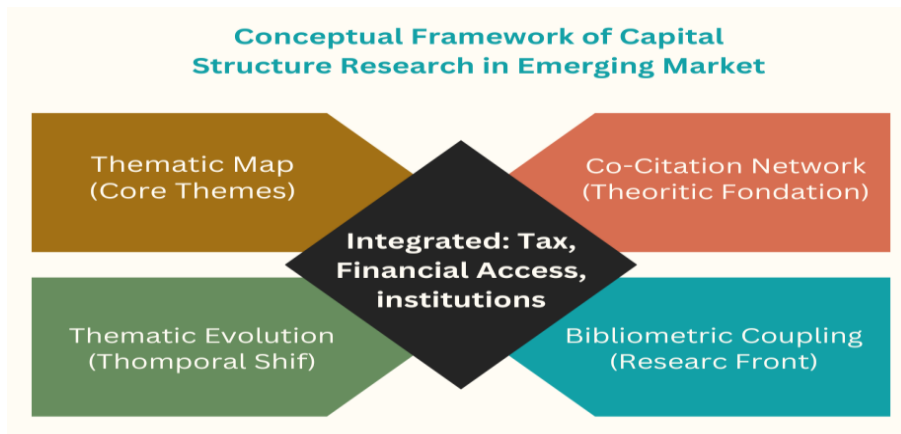 Conceptual Framework of Capital
Structure Research in Emerging Market
Thematic Map
(Core Themes)
Co-Citation Network
(Theoritic Fondation)
Integrated: Tax,
Financial Access,
institutions
Thematic Evolution
(Thomporal Shif)
Bibliometric Coupling
(Researc Front)